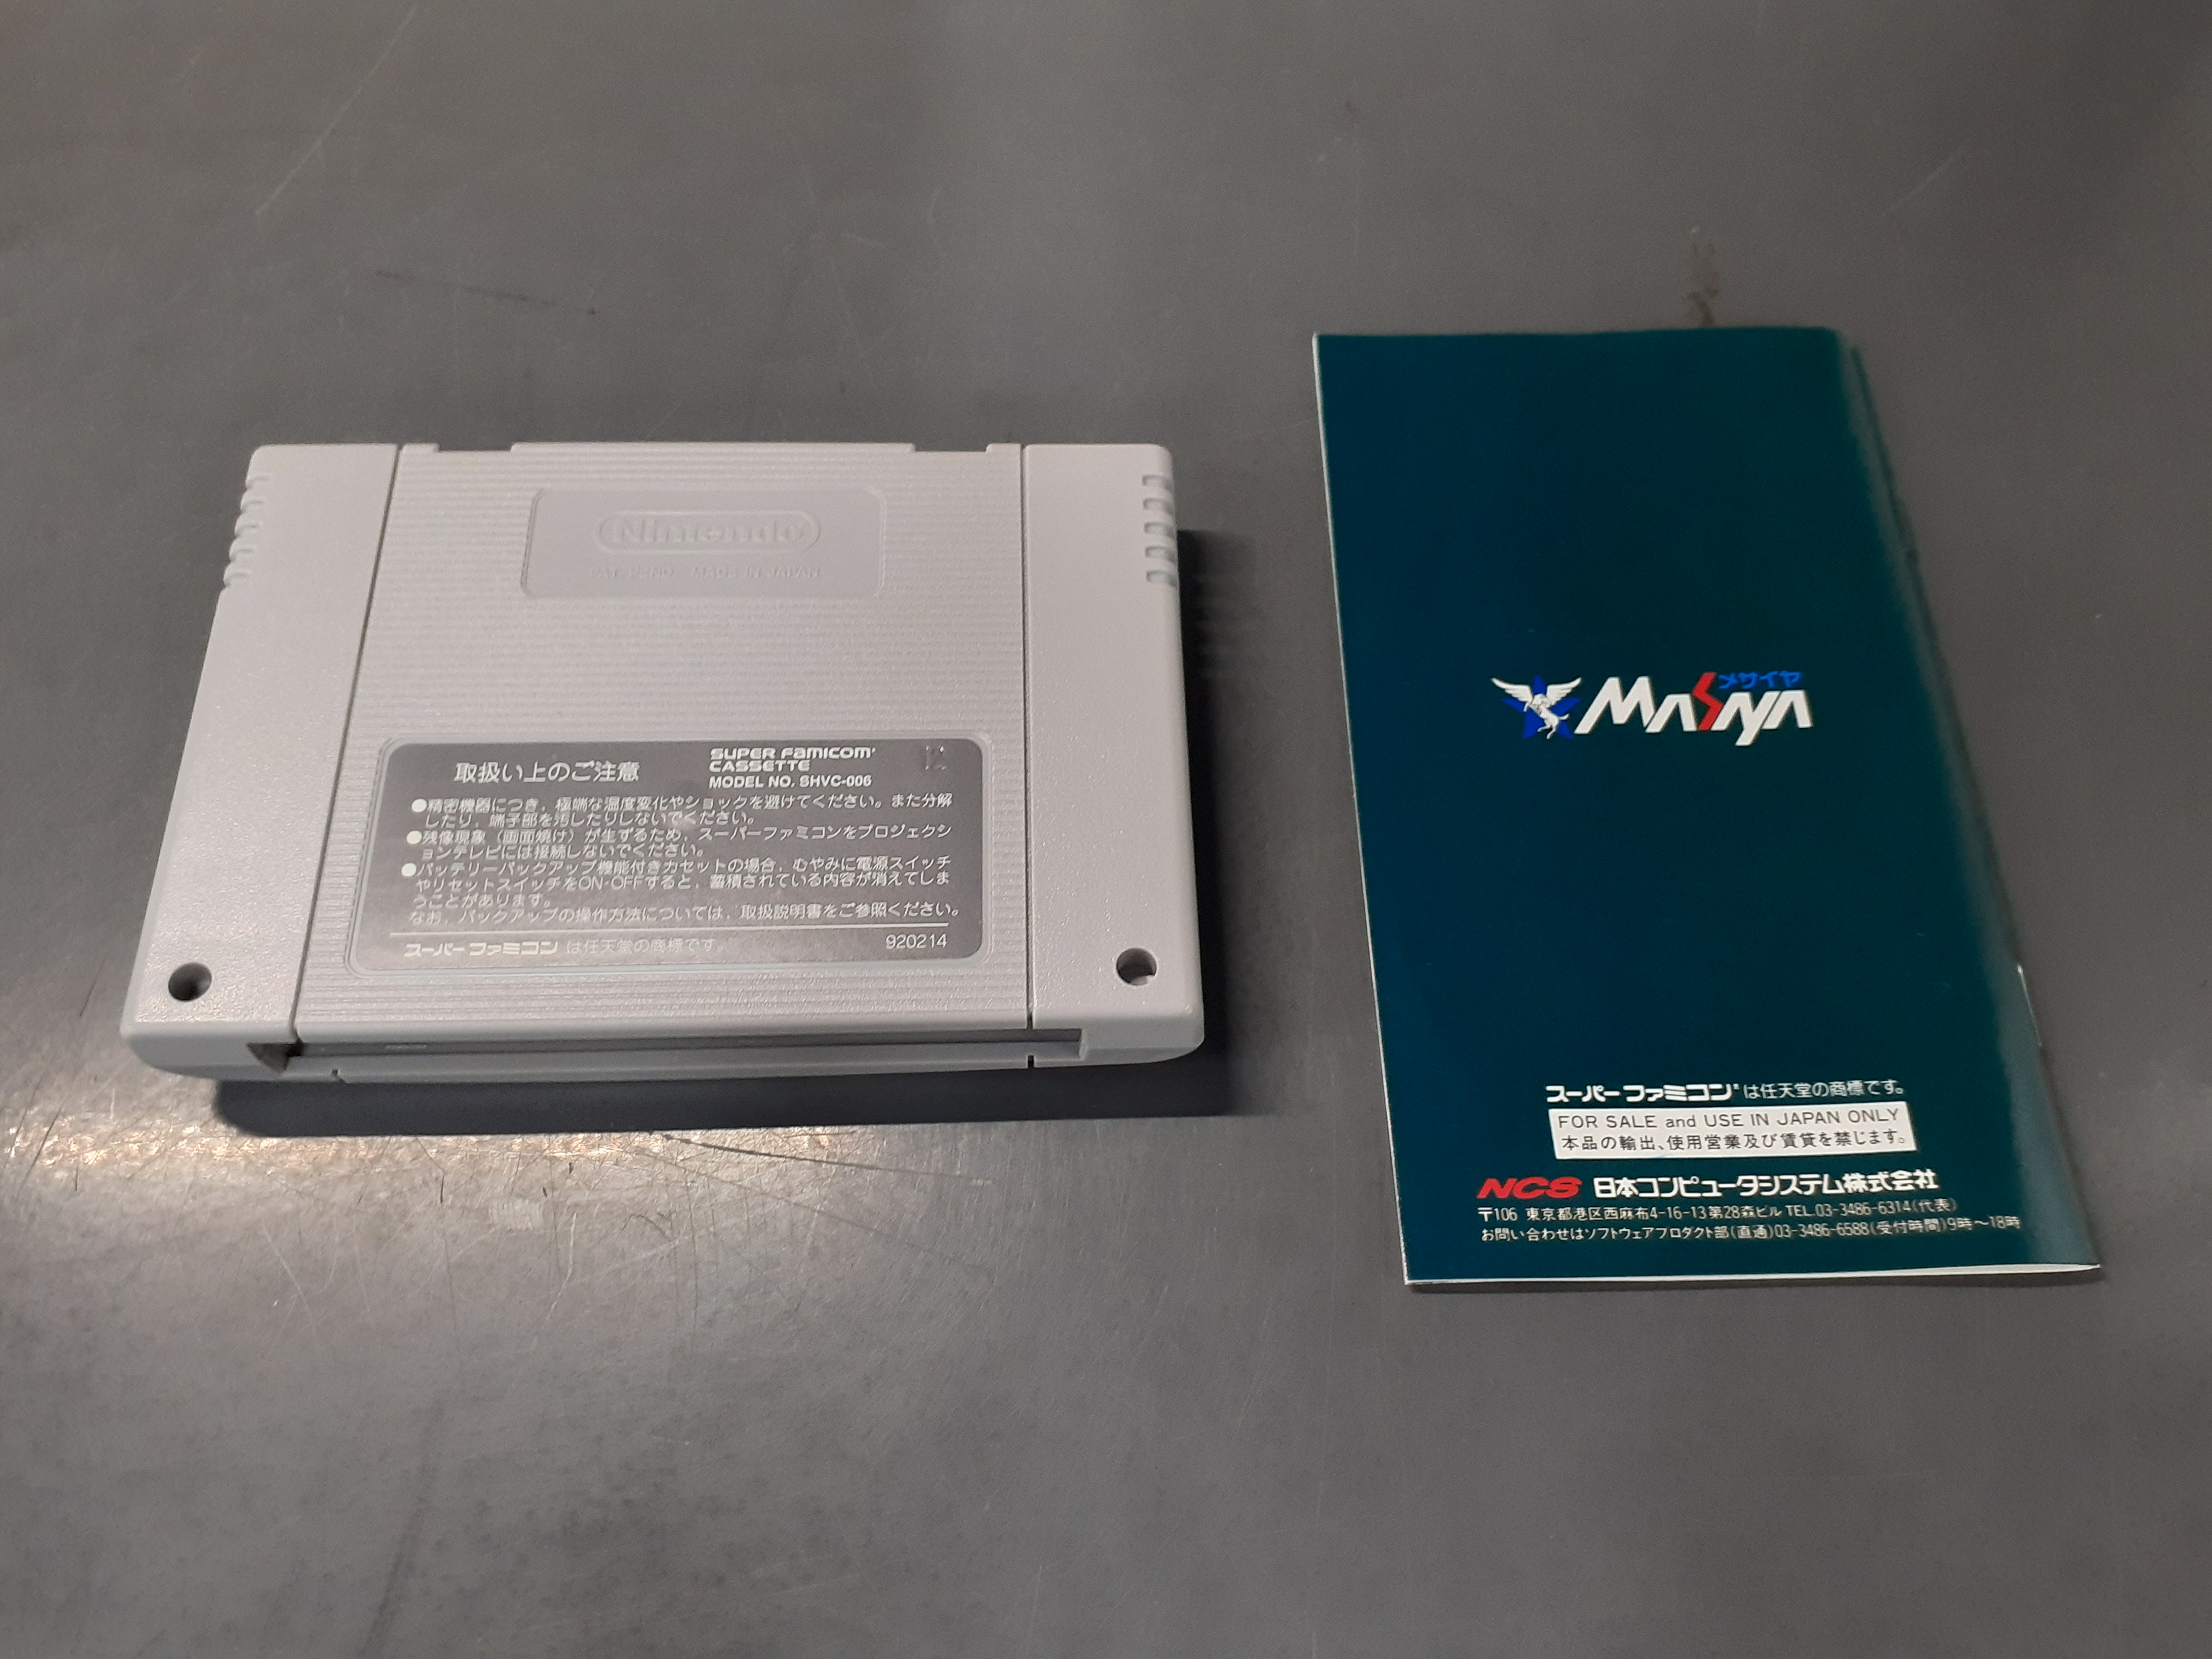 Nintendo
PAT. PEND. MADE IN JAPAN
取扱い上のご注意
SUPER FAMICOM
CASSETTE
MODEL NO. SHVC-006
12
●精密機器につき、極端な温度変化やショックを避けてください。また分解
したり、端子部を汚したりしないでください。
●残像現象（画面焼け）が生ずるため、スーパーファミコンをプロジェクシ
ョンテレビには接続しないでください。
●バッテリーバックアップ機能付きカセットの場合、むやみに電源スイッチ
やリセットスイッチをON・OFFすると、蓄積されている内容が消えてしま
うことがあります。
なお、バックアップの操作方法については、取扱説明書をご参照ください。
スーパーファミコン は任天堂の商標です。
920214
メサイヤ
MASAYA
スーパーファミコン は任天堂の商標です。
FOR SALE and USE IN JAPAN ONLY
本品の輸出、使用営業及び賃貸を禁じます。
NCS 日本コンピュータシステム株式会社
〒106 東京都港区西麻布4-16-13第28森ビル TEL.03-3486-6314(代表)
お問い合わせはソフトウェアプロダクト部(直通)03-3486-6588(受付時間)9時〜18時